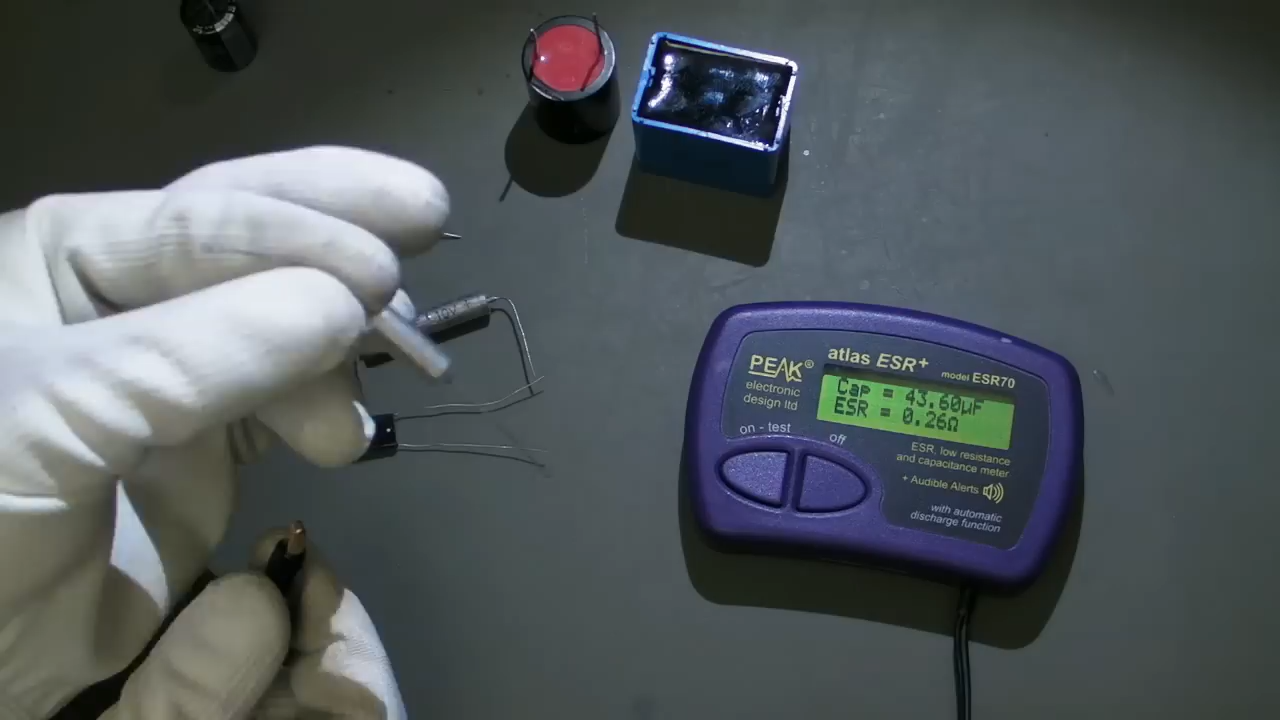 10V
PEAK®
electronic
design ltd
atlas ESR+
model ESR70
Cap = 43.60µF
ESR = 0.26Ω
on - test
off
ESR, low resistance
and capacitance meter
+ Audible Alerts
with automatic
discharge function